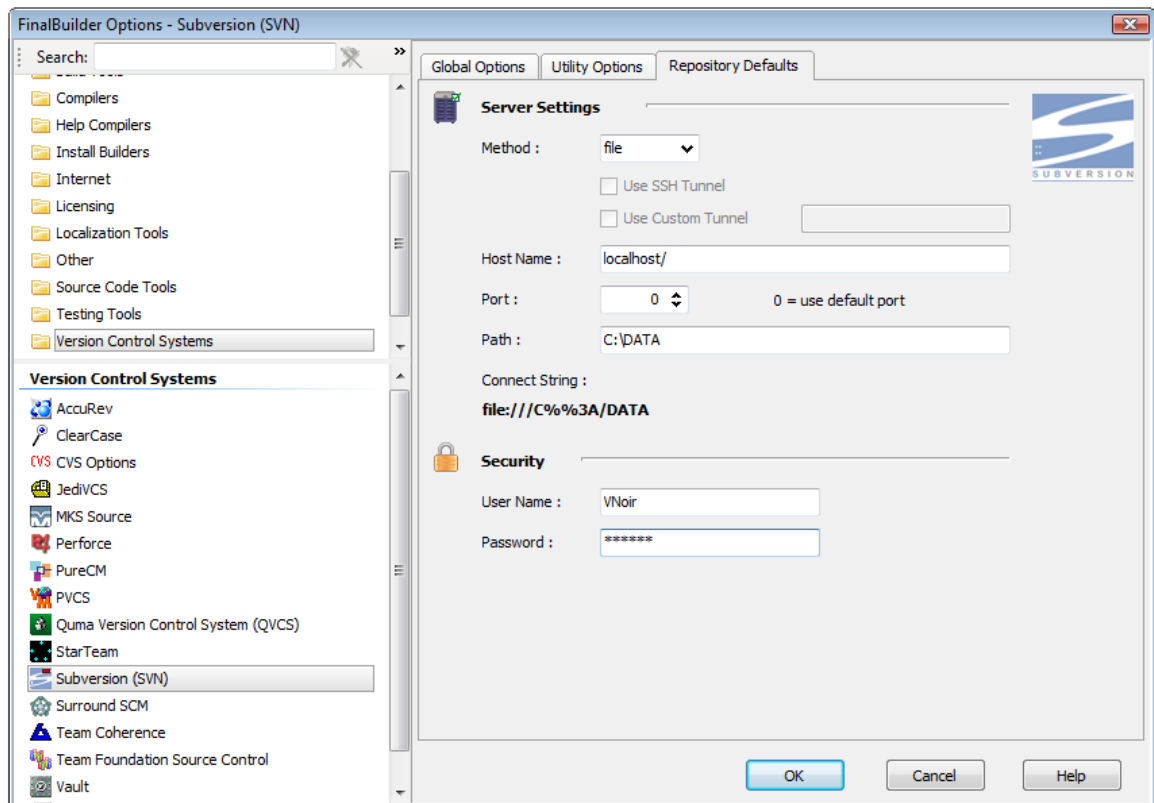 FinalBuilder Options - Subversion (SVN)
Search:
»
Compilers
Help Compilers
Install Builders
Internet
Licensing
Localization Tools
Other
Source Code Tools
Testing Tools
Version Control Systems
Version Control Systems
AccuRev
ClearCase
CVS CVS Options
JediVCS
MKS Source
Perforce
PureCM
PVCS
Quma Version Control System (QVCS)
StarTeam
Subversion (SVN)
Surround SCM
Team Coherence
Team Foundation Source Control
Vault
Global Options Utility Options Repository Defaults
Server Settings
SUBVERSION
Method : file
Use SSH Tunnel
Use Custom Tunnel
Host Name : localhost/
Port : 0 0 = use default port
Path : C:\DATA
Connect String :
file:///C%%3A/DATA
Security
User Name : VNoir
Password : ******
OK Cancel Help